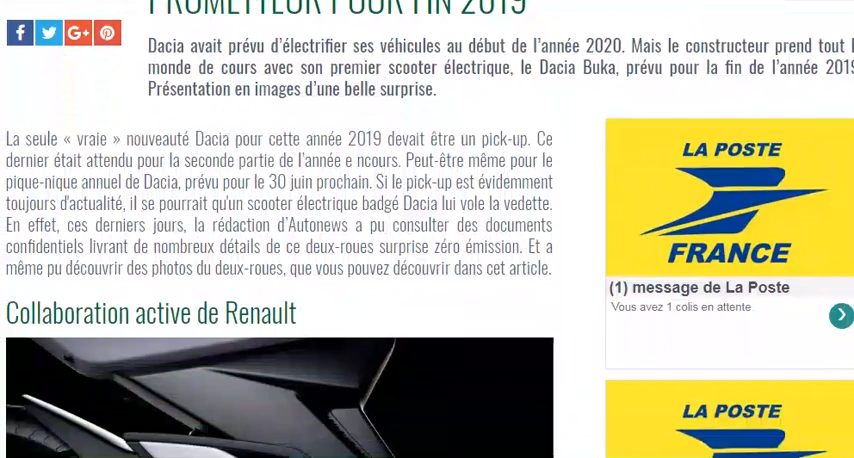 PROMETTEUR POUR FIN 2019
Dacia avait prévu d'électrifier ses véhicules au début de l'année 2020. Mais le constructeur prend tout l
monde de cours avec son premier scooter électrique, le Dacia Buka, prévu pour la fin de l'année 2019
Présentation en images d'une belle surprise.
La seule « vraie » nouveauté Dacia pour cette année 2019 devait être un pick-up. Ce
dernier était attendu pour la seconde partie de l'année e ncours. Peut-être même pour le
pique-nique annuel de Dacia, prévu pour le 30 juin prochain. Si le pick-up est évidemment
toujours d'actualité, il se pourrait qu'un scooter électrique badgé Dacia lui vole la vedette.
En effet, ces derniers jours, la rédaction d'Autonews a pu consulter des documents
confidentiels livrant de nombreux détails de ce deux-roues surprise zéro émission. Et a
même pu découvrir des photos du deux-roues, que vous pouvez découvrir dans cet article.
Collaboration active de Renault
LA POSTE
FRANCE
(1) message de La Poste
Vous avez 1 colis en attente
LA POSTE